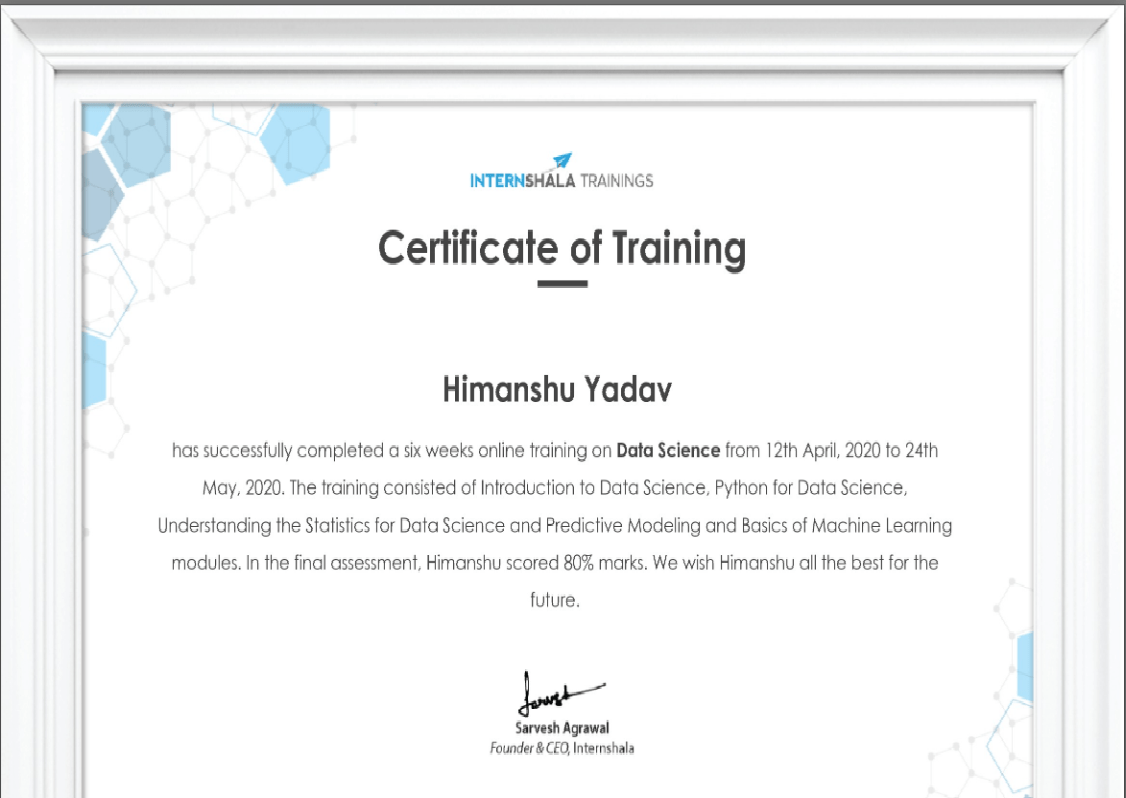 INTERNSHALA TRAININGS
Certificate of Training
Himanshu Yadav
has successfully completed a six weeks online training on Data Science from 12th April, 2020 to 24th
May, 2020. The training consisted of Introduction to Data Science, Python for Data Science,
Understanding the Statistics for Data Science and Predictive Modeling and Basics of Machine Learning
modules. In the final assessment, Himanshu scored 80% marks. We wish Himanshu all the best for the
future.
Sarvesh
Sarvesh Agrawal
Founder & CEO, Internshala